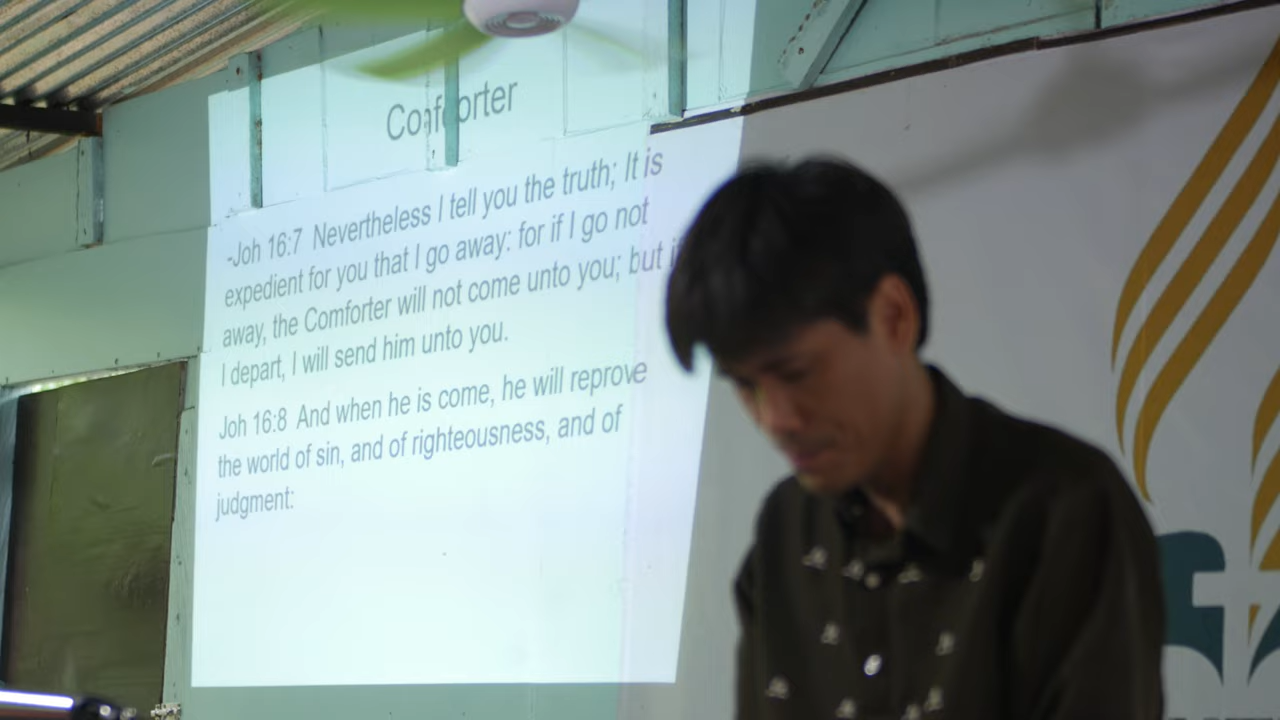 Comforter
-Joh 16:7 Nevertheless I tell you the truth; It is
expedient for you that I go away: for if I go not
away, the Comforter will not come unto you; but if
I depart, I will send him unto you.
Joh 16:8 And when he is come, he will reprove
the world of sin, and of righteousness, and of
judgment: